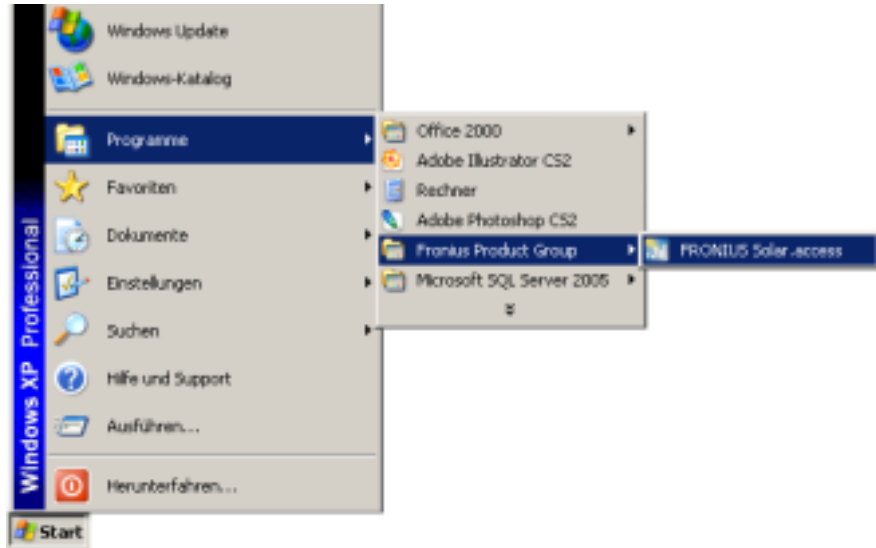 Windows Update
Windows-Katalog
Programme
Favoriten
Dokumente
Einstellungen
Suchen
Hilfe und Support
Ausführen...
Herunterfahren...
Office 2000
Adobe Illustrator CS2
Rechner
Adobe Photoshop CS2
Fronius Product Group
Microsoft SQL Server 2005
FRONIUS Solar.access
Windows XP Professional
Start